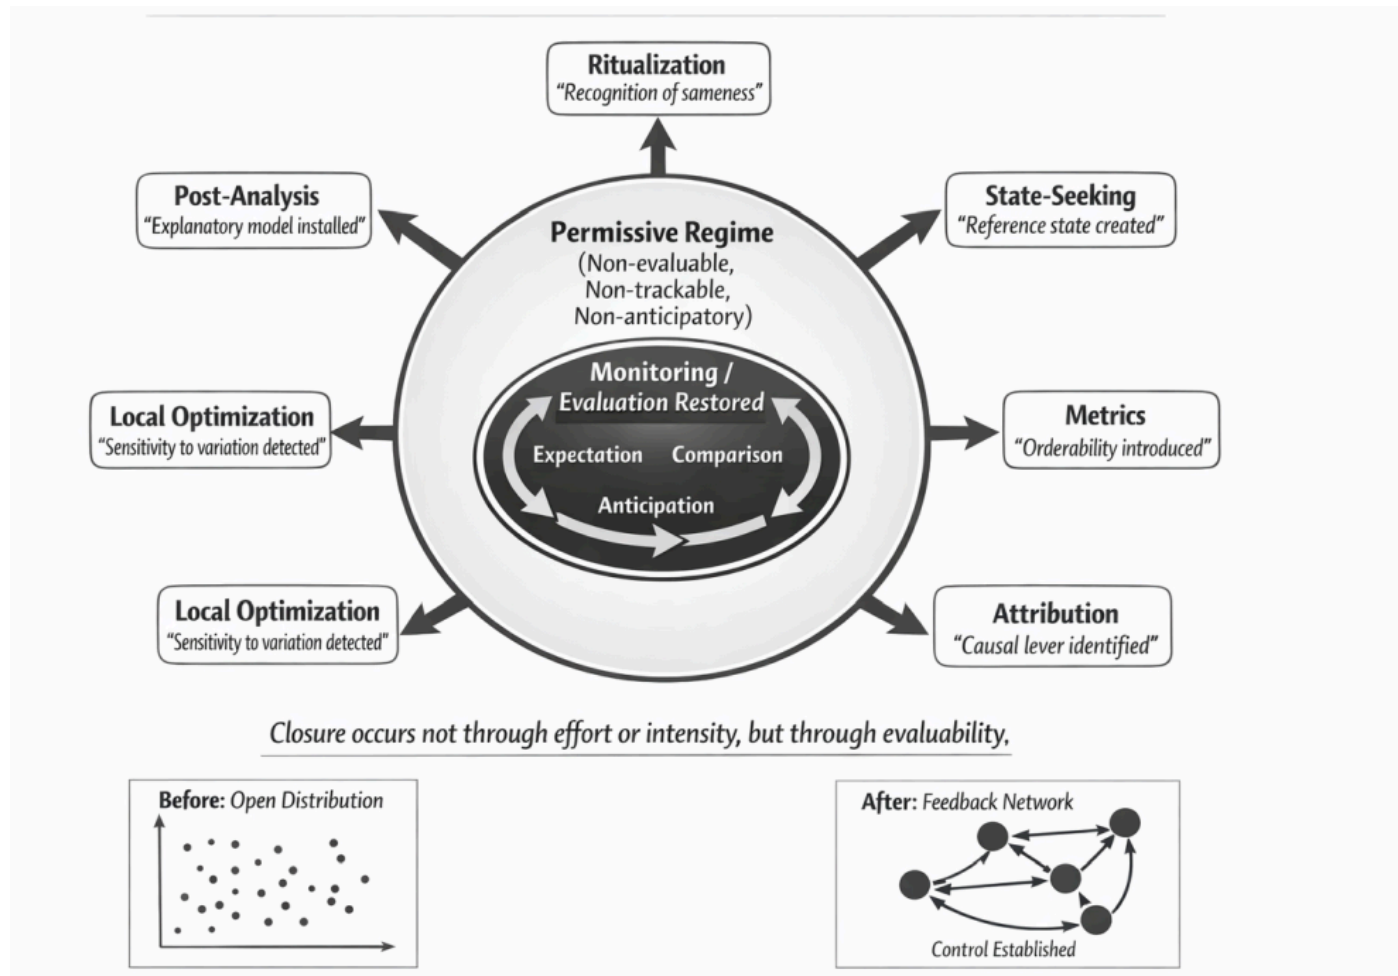 Ritualization
"Recognition of sameness"
Post-Analysis
"Explanatory model installed"
State-Seeking
"Reference state created"
Permissive Regime
(Non-evaluable,
Non-trackable,
Non-anticipatory)
Monitoring /
Evaluation Restored
Expectation
Comparison
Anticipation
Local Optimization
"Sensitivity to variation detected"
Metrics
"Orderability introduced"
Local Optimization
"Sensitivity to variation detected"
Attribution
"Causal lever identified"
Closure occurs not through effort or intensity, but through evaluability.
Before: Open Distribution
After: Feedback Network
Control Established